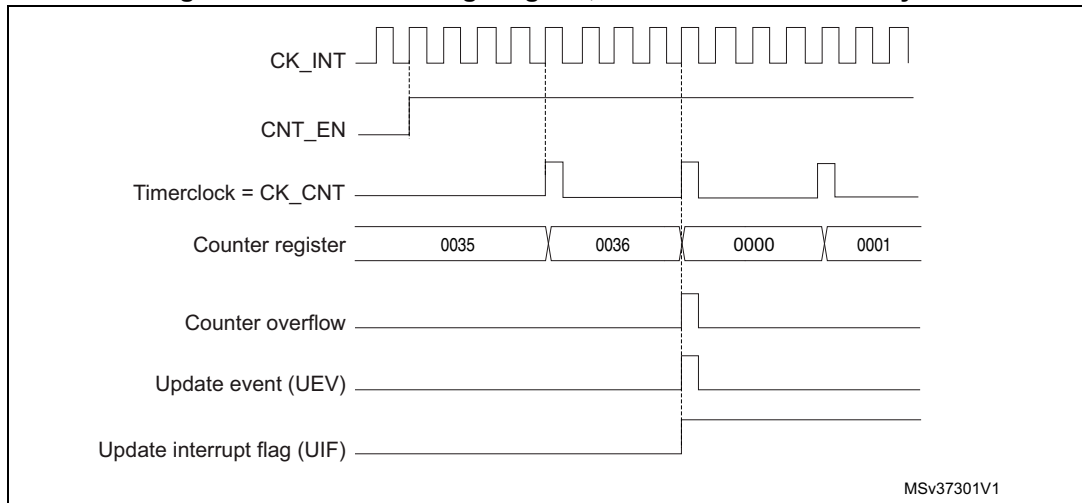 CK_INT
CNT_EN
Timerclock = CK_CNT
Counter register 0035 0036 0000 0001
Counter overflow
Update event (UEV)
Update interrupt flag (UIF)
MSv37301V1